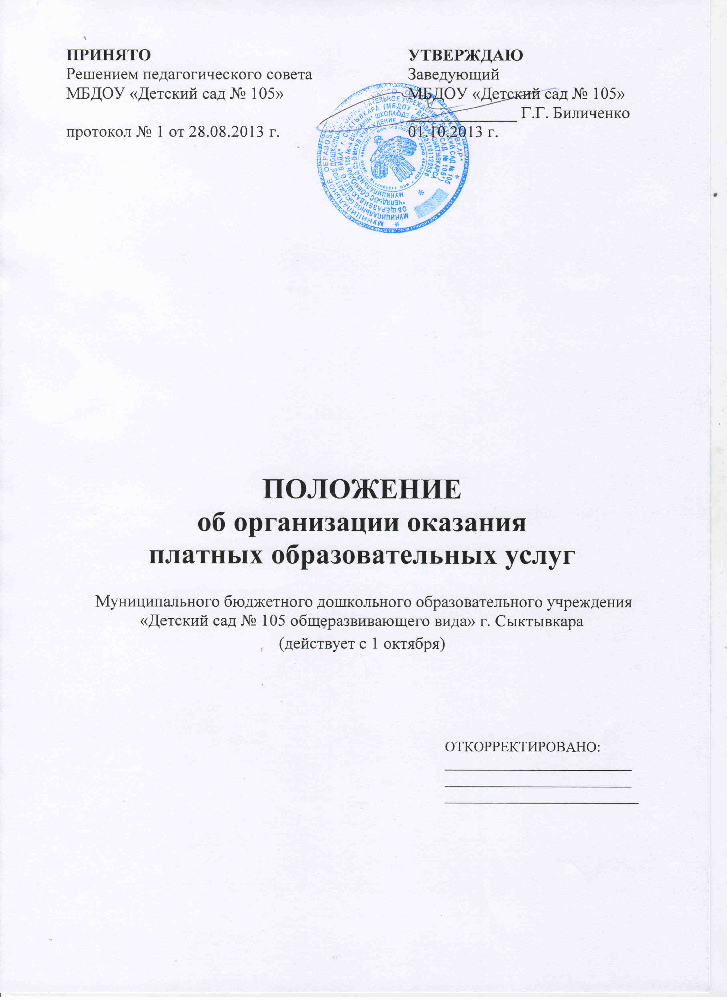 ПРИНЯТО
Решением педагогического совета
МБДОУ «Детский сад № 105»
протокол № 1 от 28.08.2013 г.
УТВЕРЖДАЮ
Заведующий
МБДОУ «Детский сад № 105»
______________ Г.Г. Биличенко
01.10.2013 г.
ПОЛОЖЕНИЕ
об организации оказания
платных образовательных услуг
Муниципального бюджетного дошкольного образовательного учреждения
«Детский сад № 105 общеразвивающего вида» г. Сыктывкара
(действует с 1 октября)
ОТКОРРЕКТИРОВАНО: